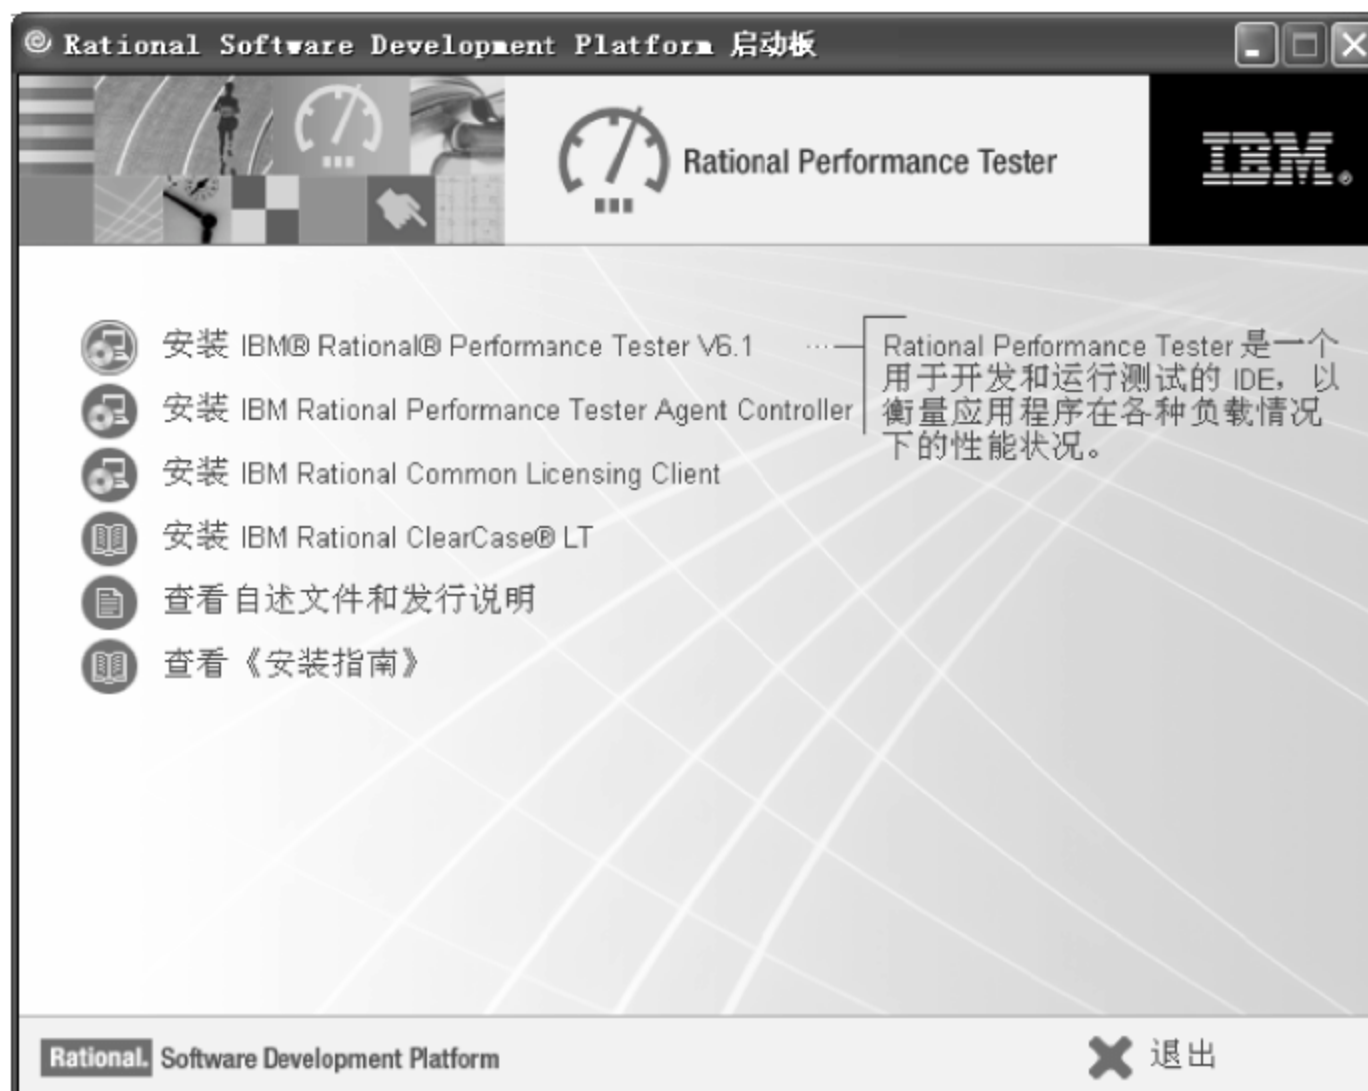 Rational Software Development Platform 启动板
Rational Performance Tester
IBM®
安装 IBM® Rational® Performance Tester V6.1
安装 IBM Rational Performance Tester Agent Controller
安装 IBM Rational Common Licensing Client
安装 IBM Rational ClearCase® LT
查看自述文件和发行说明
查看《安装指南》
Rational Performance Tester 是一个
用于开发和运行测试的 IDE，以
衡量应用程序在各种负载情况
下的性能状况。
Rational. Software Development Platform
退出